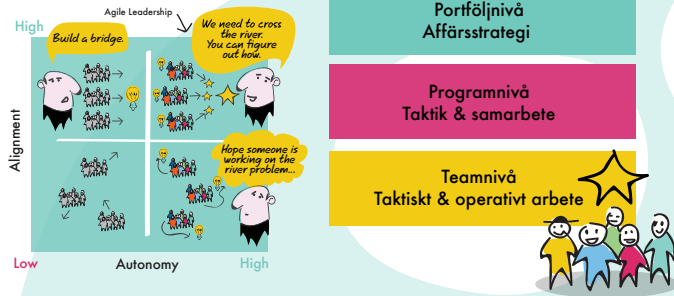 Agile Leadership
High
Build a bridge.
We need to cross
the river.
You can figure
out how.
Alignment
Hope someone is
working on the
river problem...
Low
Autonomy
High
Portföljnivå
Affärsstrategi
Programnivå
Taktik & samarbete
Teamnivå
Taktiskt & operativt arbete